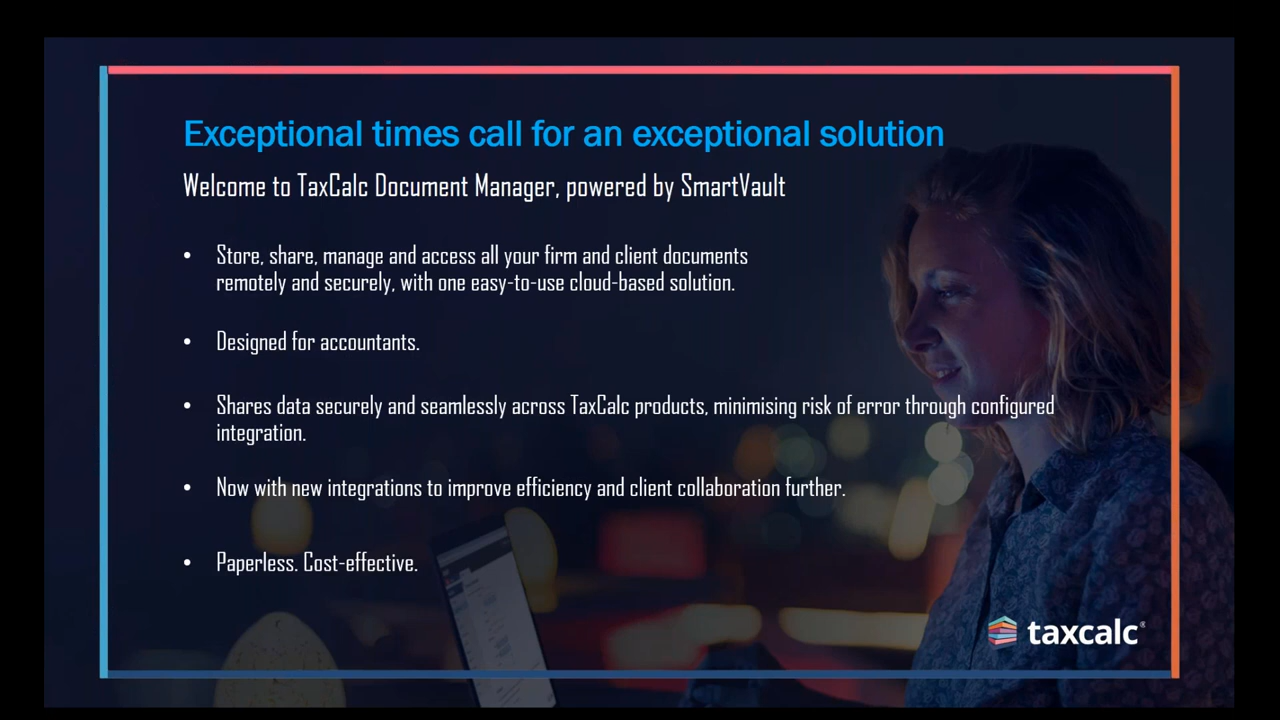 Exceptional times call for an exceptional solution
Welcome to TaxCalc Document Manager, powered by SmartVault
• Store, share, manage and access all your firm and client documents
remotely and securely, with one easy-to-use cloud-based solution.
• Designed for accountants.
• Shares data securely and seamlessly across TaxCalc products, minimising risk of error through configured
integration.
• Now with new integrations to improve efficiency and client collaboration further.
• Paperless. Cost-effective.
taxcalc®